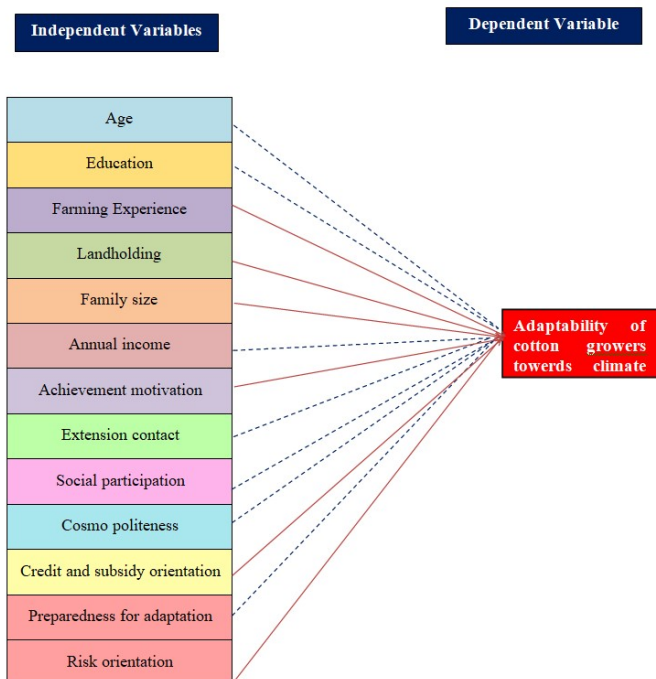 Independent Variables
Dependent Variable
Age
Education
Farming Experience
Landholding
Family size
Annual income
Achievement motivation
Extension contact
Social participation
Cosmo politeness
Credit and subsidy orientation
Preparedness for adaptation
Risk orientation
Adaptability of
cotton growers
towards climate